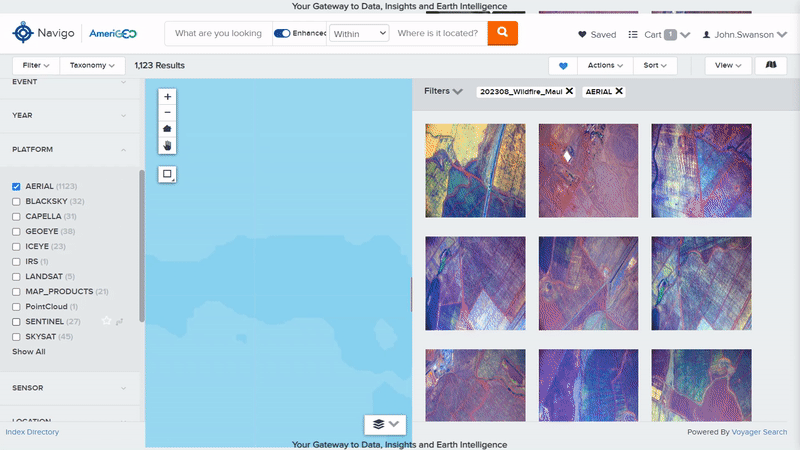 Your Gateway to Data, Insights and Earth Intelligence
Navigo
AmeriGEO
What are you looking
Enhanced
Within
Where is it located?
Saved
Cart 1
John.Swanson
Filter
Taxonomy
1,123 Results
Actions
Sort
View
EVENT
YEAR
PLATFORM
AERIAL (1123)
BLACKSKY (32)
CAPELLA (31)
GEOEYE (38)
ICEYE (23)
IRS (1)
LANDSAT (5)
MAP_PRODUCTS (21)
PointCloud (1)
SENTINEL (27)
SKYSAT (45)
Show All
SENSOR
LOCATION
Filters
202308_Wildfire_Maui
AERIAL
Index Directory
Powered By Voyager Search
Your Gateway to Data, Insights and Earth Intelligence